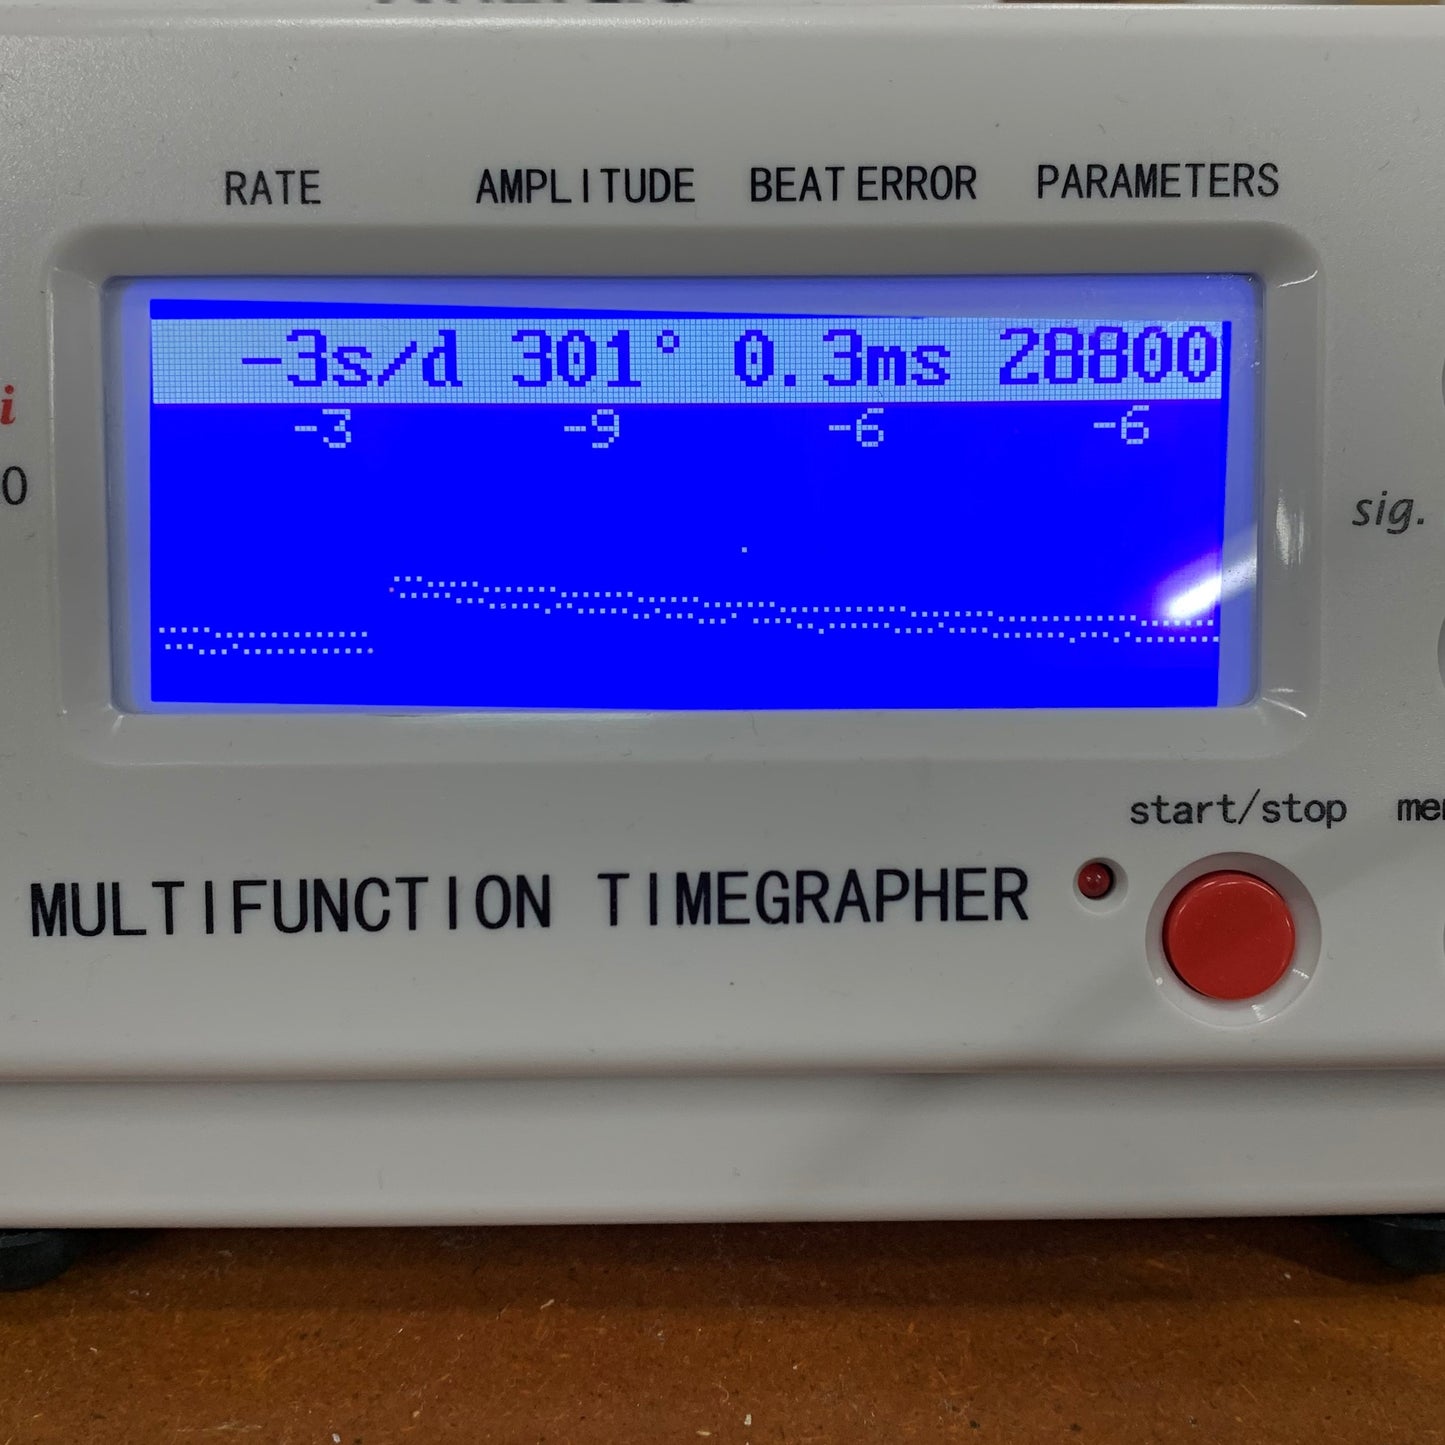 RATE AMPLITUDE BEAT ERROR PARAMETERS
-3s/d 301° 0.3ms 28800
-3 -9 -6 -6
i
0
sig.
start/stop
MULTIFUNCTION TIMEGRAPHER